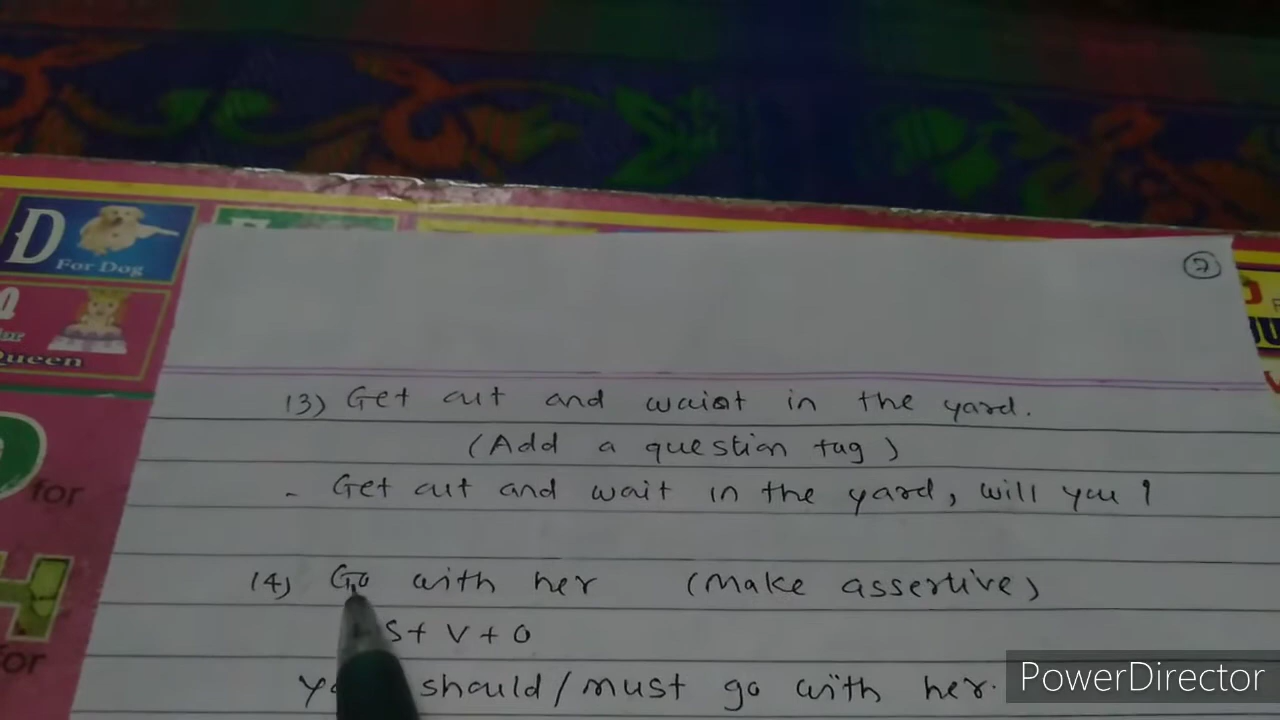 D
For Dog
Queen
for
H
for
2
13) Get out and waiat in the yard.
(Add a question tag)
- Get out and wait in the yard, will you?
14) Go with her (make assertive)
S+ V + O
should/must go with her.
PowerDirector